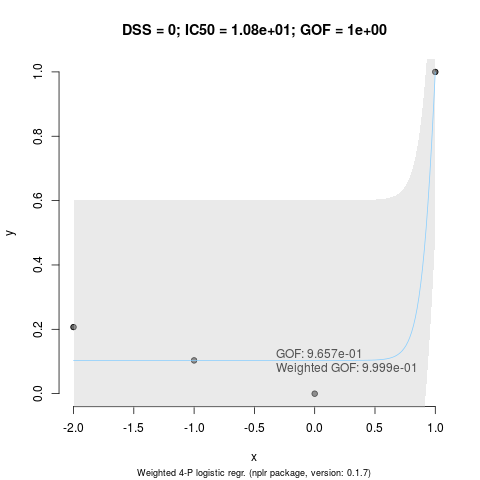 DSS = 0; IC50 = 1.08e+01; GOF = 1e+00
1.0
0.8
0.6
y
0.4
0.2
0.0
GOF: 9.657e-01
Weighted GOF: 9.999e-01
-2.0 -1.5 -1.0 -0.5 0.0 0.5 1.0
x
Weighted 4-P logistic regr. (nplr package, version: 0.1.7)